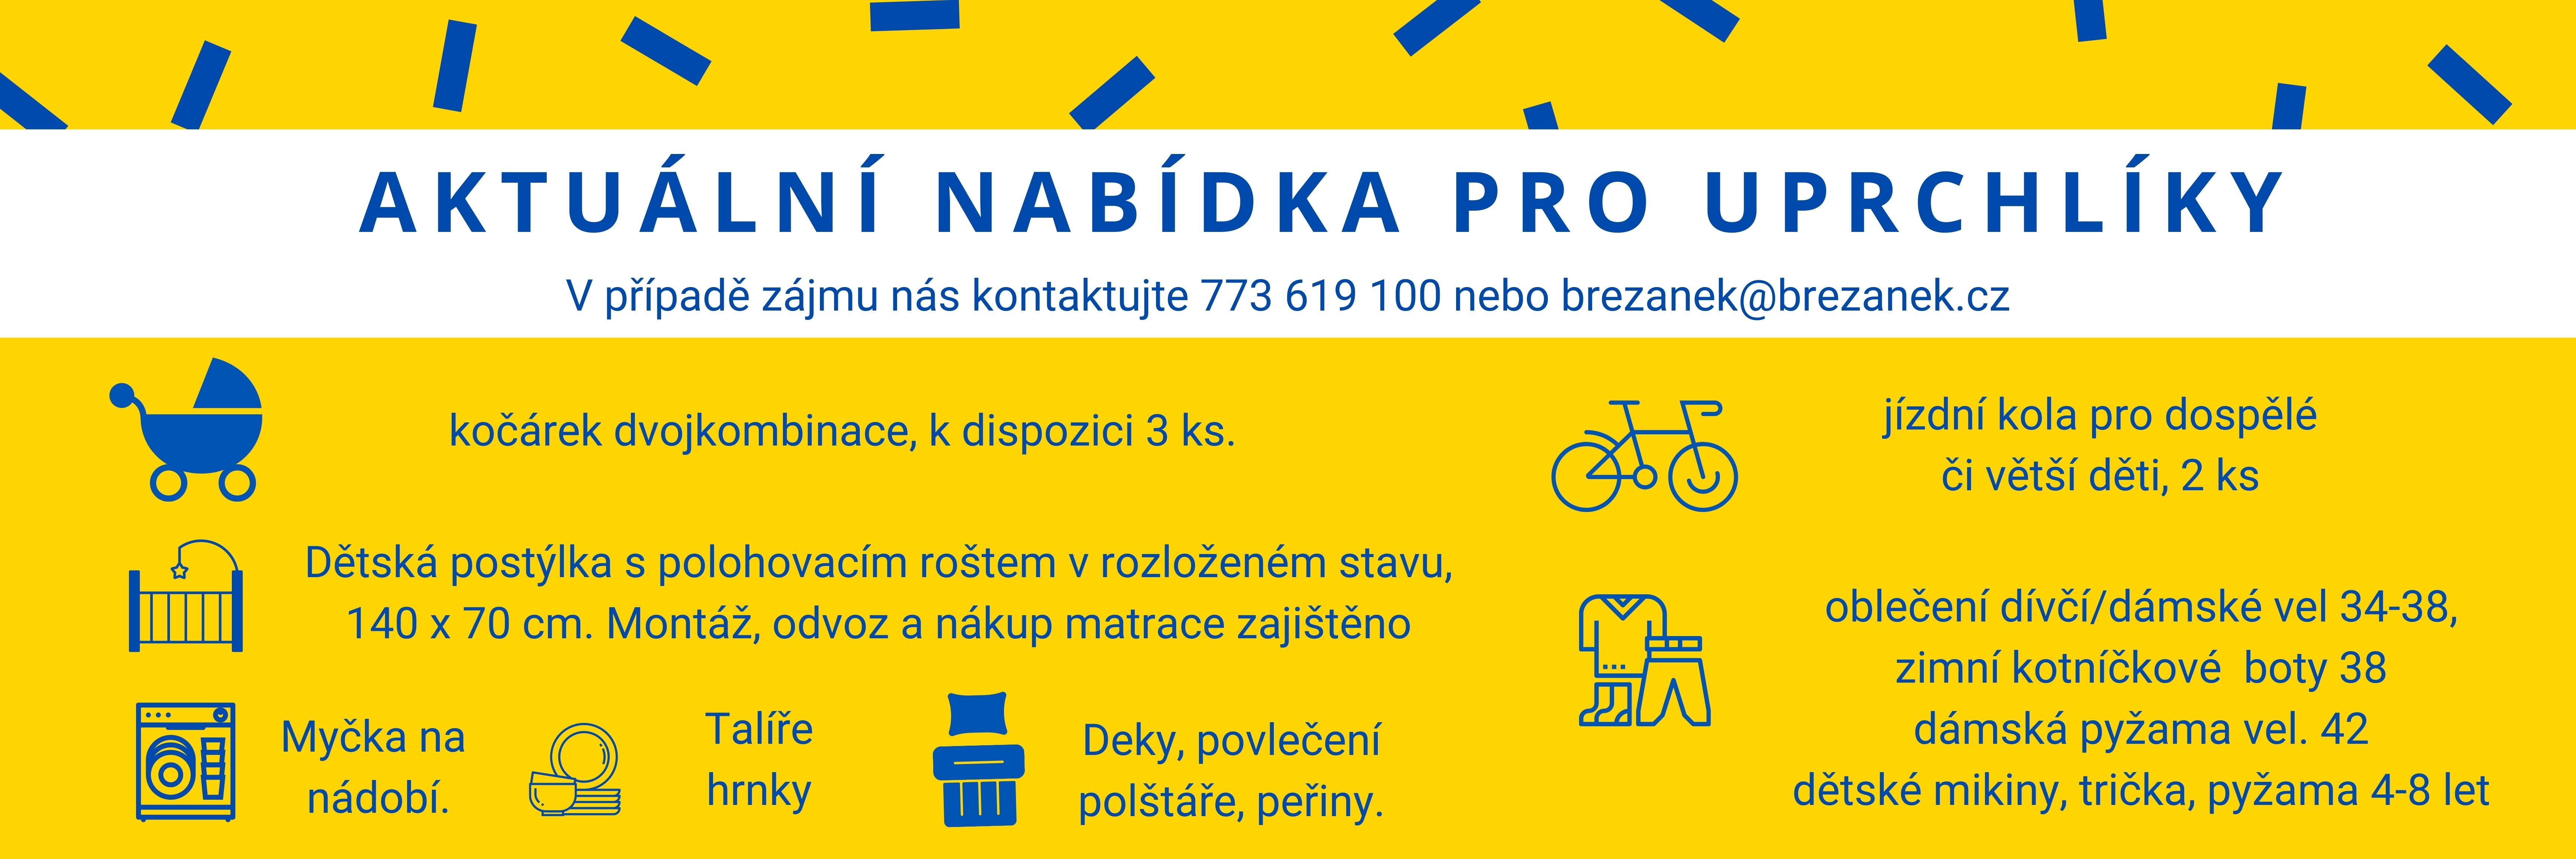 AKTUÁLNÍ NABÍDKA PRO UPRCHLÍKY
V případě zájmu nás kontaktujte 773 619 100 nebo brezanek@brezanek.cz
kočárek dvojkombinace, k dispozici 3 ks.
Dětská postýlka s polohovacím roštem v rozloženém stavu,
140 x 70 cm. Montáž, odvoz a nákup matrace zajištěno
Myčka na
nádobí.
Talíře
hrnky
Deky, povlečení
polštáře, peřiny.
jízdní kola pro dospělé
či větší děti, 2 ks
oblečení dívčí/dámské vel 34-38,
zimní kotníčkové  boty 38
dámská pyžama vel. 42
dětské mikiny, trička, pyžama 4-8 let